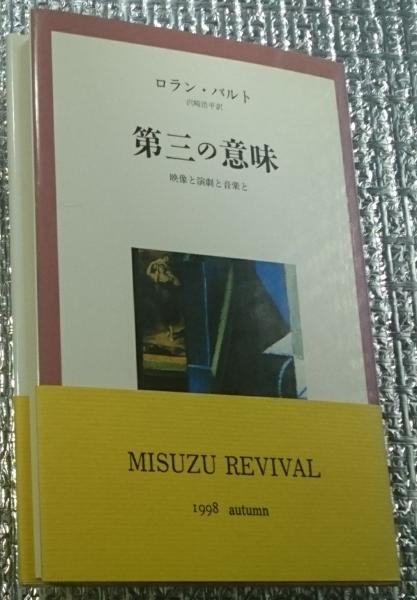 ロラン・バルト
沢崎浩平訳
第三の意味
映像と演劇と音楽と
MISUZU REVIVAL
1998 autumn